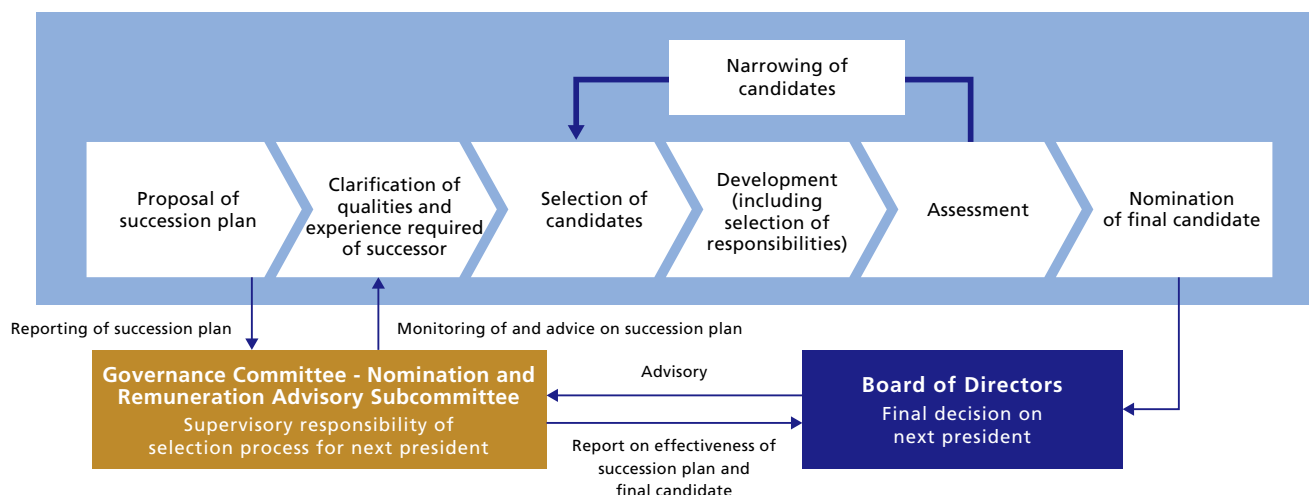 Narrowing of
candidates
Proposal of
succession plan
Clarification of
qualities and
experience required
of successor
Selection of
candidates
Development
(including
selection of
responsibilities)
Assessment
Nomination
of final candidate
Reporting of succession plan
Monitoring of and advice on succession plan
Governance Committee - Nomination and
Remuneration Advisory Subcommittee
Supervisory responsibility of
selection process for next president
Advisory
Report on effectiveness of
succession plan and
final candidate
Board of Directors
Final decision on
next president